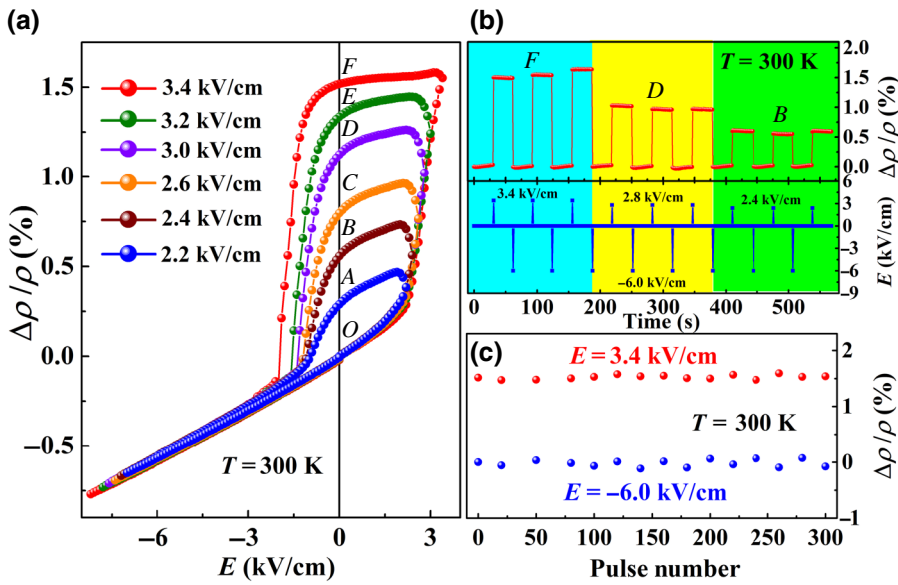 (a)
Δρ/ρ (%)
1.5
1.0
0.5
0.0
−0.5
3.4 kV/cm
3.2 kV/cm
3.0 kV/cm
2.6 kV/cm
2.4 kV/cm
2.2 kV/cm
F
E
D
C
B
A
O
T = 300 K
−6 −3 0 3
E (kV/cm)
(b)
T = 300 K
F
D
B
2.0
1.5
1.0
0.5
0.0
Δρ/ρ (%)
3.4 kV/cm 2.8 kV/cm 2.4 kV/cm
−6.0 kV/cm
6
3
0
−3
−6
−9
E (kV/cm)
0 100 200 300 400 500
Time (s)
(c)
E = 3.4 kV/cm
T = 300 K
E = −6.0 kV/cm
2
1
0
−1
Δρ/ρ (%)
0 50 100 150 200 250 300
Pulse number